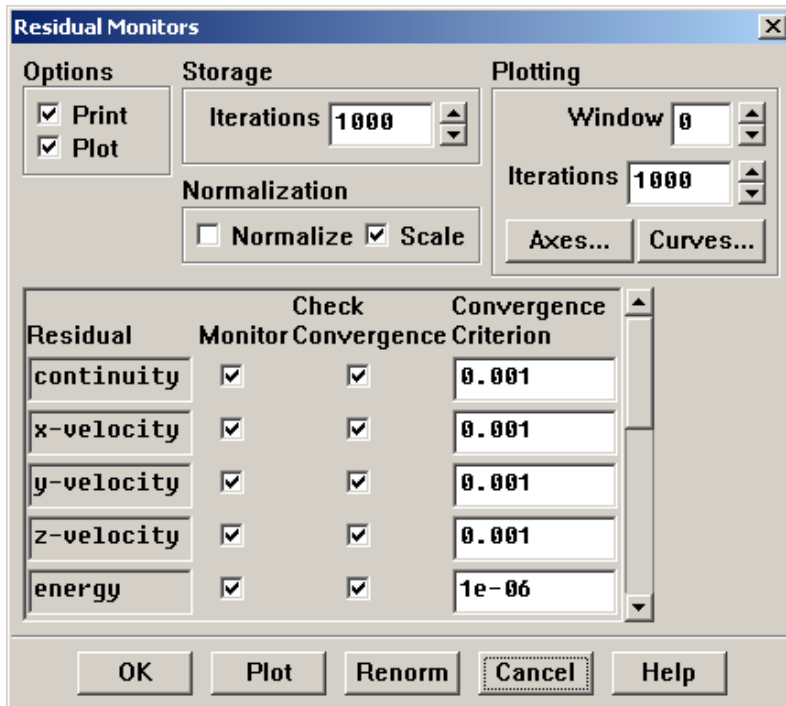 Residual Monitors
Options
Print
Plot
Storage
Iterations 1000
Normalization
Normalize Scale
Plotting
Window 0
Iterations 1000
Axes... Curves...
Residual Monitor Check Convergence Convergence Criterion
continuity 0.001
x-velocity 0.001
y-velocity 0.001
z-velocity 0.001
energy 1e-06
OK Plot Renorm Cancel Help